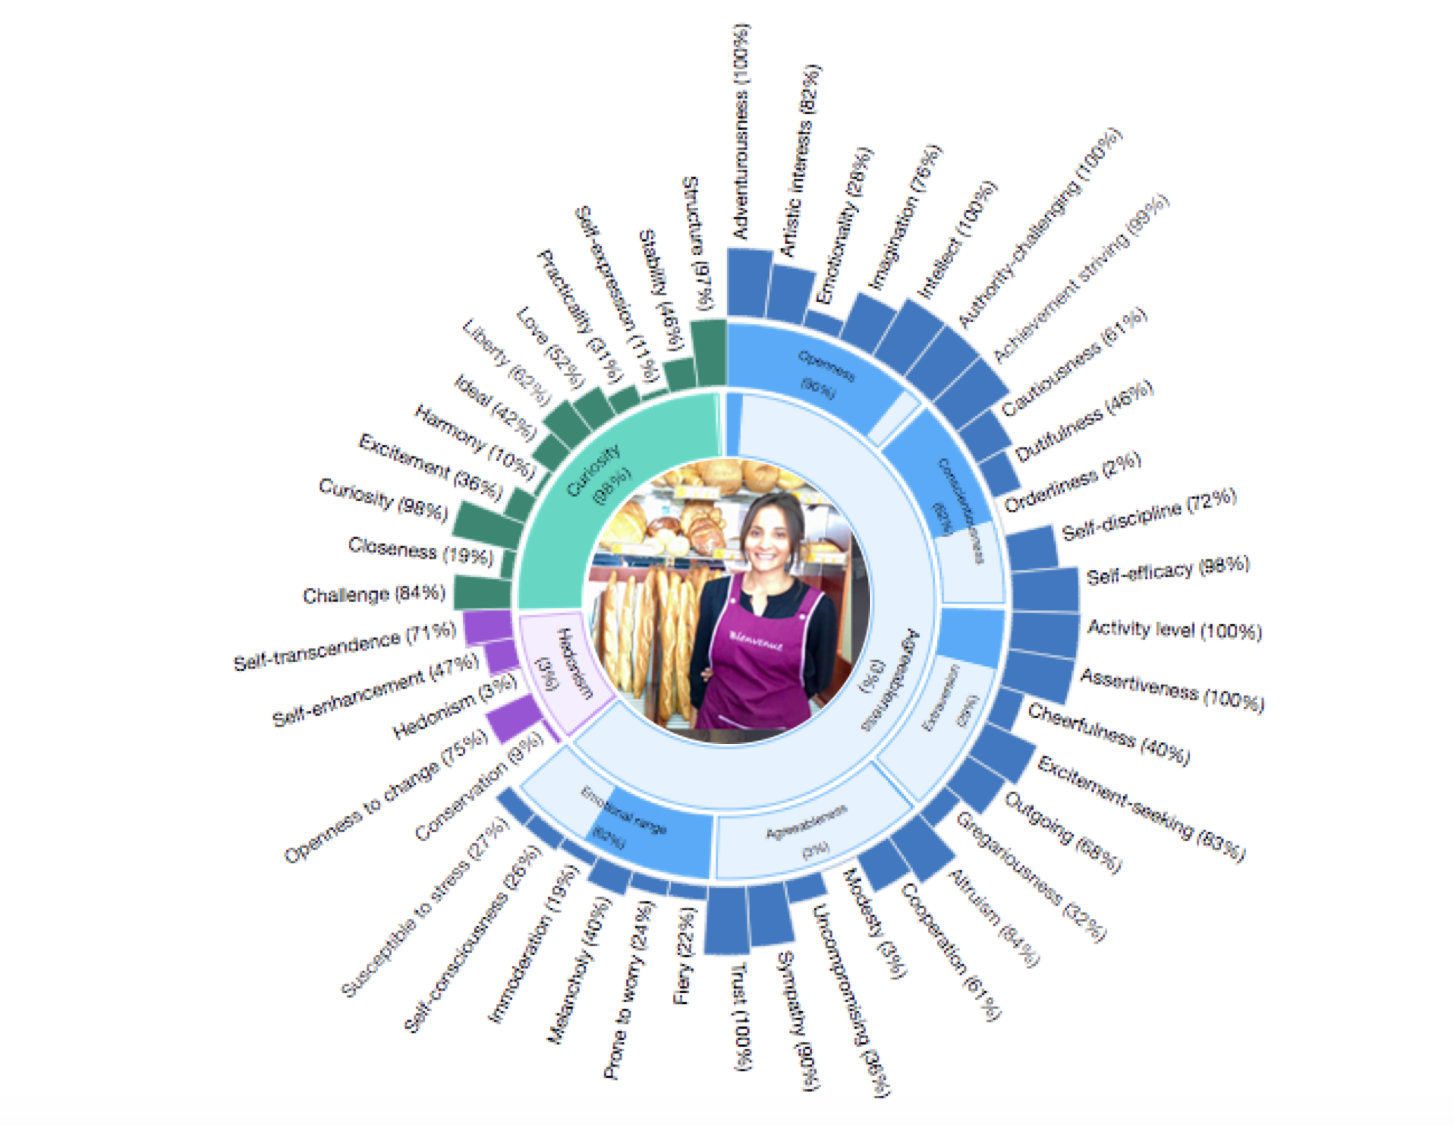 Adventurousness (100%)
Artistic interests (82%)
Emotionality (28%)
Imagination (76%)
Intellect (100%)
Authority-challenging (100%)
Achievement striving (99%)
Cautiousness (61%)
Dutifulness (46%)
Orderliness (2%)
Self-discipline (72%)
Self-efficacy (98%)
Activity level (100%)
Assertiveness (100%)
Cheerfulness (40%)
Excitement-seeking (83%)
Outgoing (68%)
Gregariousness (32%)
Altruism (84%)
Cooperation (61%)
Modesty (3%)
Uncompromising (36%)
Sympathy (90%)
Trust (100%)
Fiery (22%)
Prone to worry (24%)
Melancholy (40%)
Immoderation (19%)
Self-consciousness (26%)
Susceptible to stress (27%)
Conservation (9%)
Openness to change (75%)
Hedonism (3%)
Self-enhancement (47%)
Self-transcendence (71%)
Challenge (84%)
Closeness (19%)
Curiosity (98%)
Excitement (36%)
Harmony (10%)
Ideal (42%)
Liberty (62%)
Love (52%)
Practicality (31%)
Self-expression (11%)
Stability (46%)
Structure (97%)
Openness
(90%)
Conscientiousness
(62%)
Extraversion
Agreeableness
(3%)
Emotional range
(62%)
Agreeableness
(3%)
Hedonism
(3%)
Curiosity
(98%)
Bienvenue